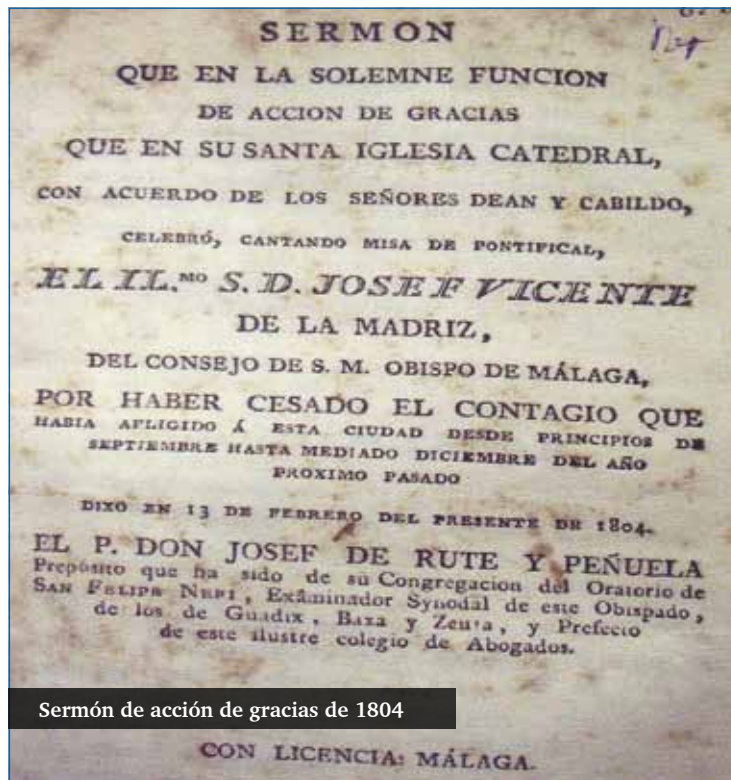 SERMON
QUE EN LA SOLEMNE FUNCION
DE ACCION DE GRACIAS
QUE EN SU SANTA IGLESIA CATEDRAL,
CON ACUERDO DE LOS SEÑORES DEAN Y CABILDO,
CELEBRÓ, CANTANDO MISA DE PONTIFICAL,
EL IL.MO S. D. JOSEF VICENTE
DE LA MADRIZ,
DEL CONSEJO DE S. M. OBISPO DE MÁLAGA,
POR HABER CESADO EL CONTAGIO QUE
HABIA AFLIGIDO Á ESTA CIUDAD DESDE PRINCIPIOS DE
SEPTIEMBRE HASTA MEDIADO DICIEMBRE DEL AÑO
PROXIMO PASADO
DIXO EN 13 DE FEBRERO DEL PRESENTE DE 1804.
EL P. DON JOSEF DE RUTE Y PEÑUELA
Prepósito que ha sido de su Congregacion del Oratorio de
SAN FELIPE NERI, Exâminador Synodal de este Obispado,
de los de Guadix, Baza y Zeuta, y Prefecto
de este ilustre colegio de Abogados.
Sermón de acción de gracias de 1804
CON LICENCIA: MÁLAGA.